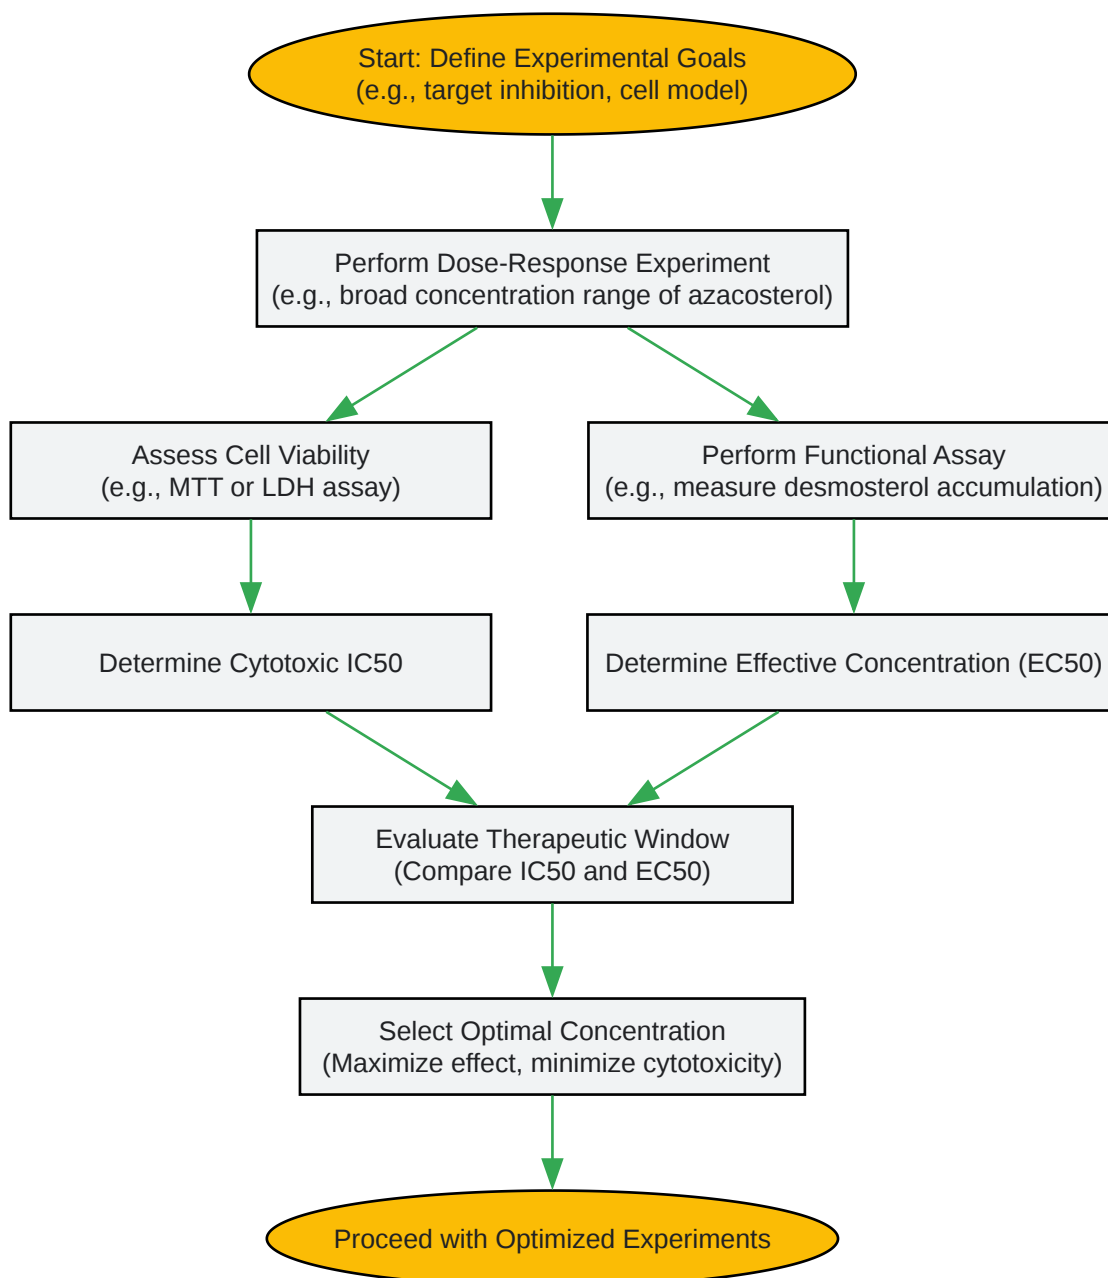 Start: Define Experimental Goals
(e.g., target inhibition, cell model)
Perform Dose-Response Experiment
(e.g., broad concentration range of azacosterol)
Assess Cell Viability
(e.g., MTT or LDH assay)
Perform Functional Assay
(e.g., measure desmosterol accumulation)
Determine Cytotoxic IC50
Determine Effective Concentration (EC50)
Evaluate Therapeutic Window
(Compare IC50 and EC50)
Select Optimal Concentration
(Maximize effect, minimize cytotoxicity)
Proceed with Optimized Experiments